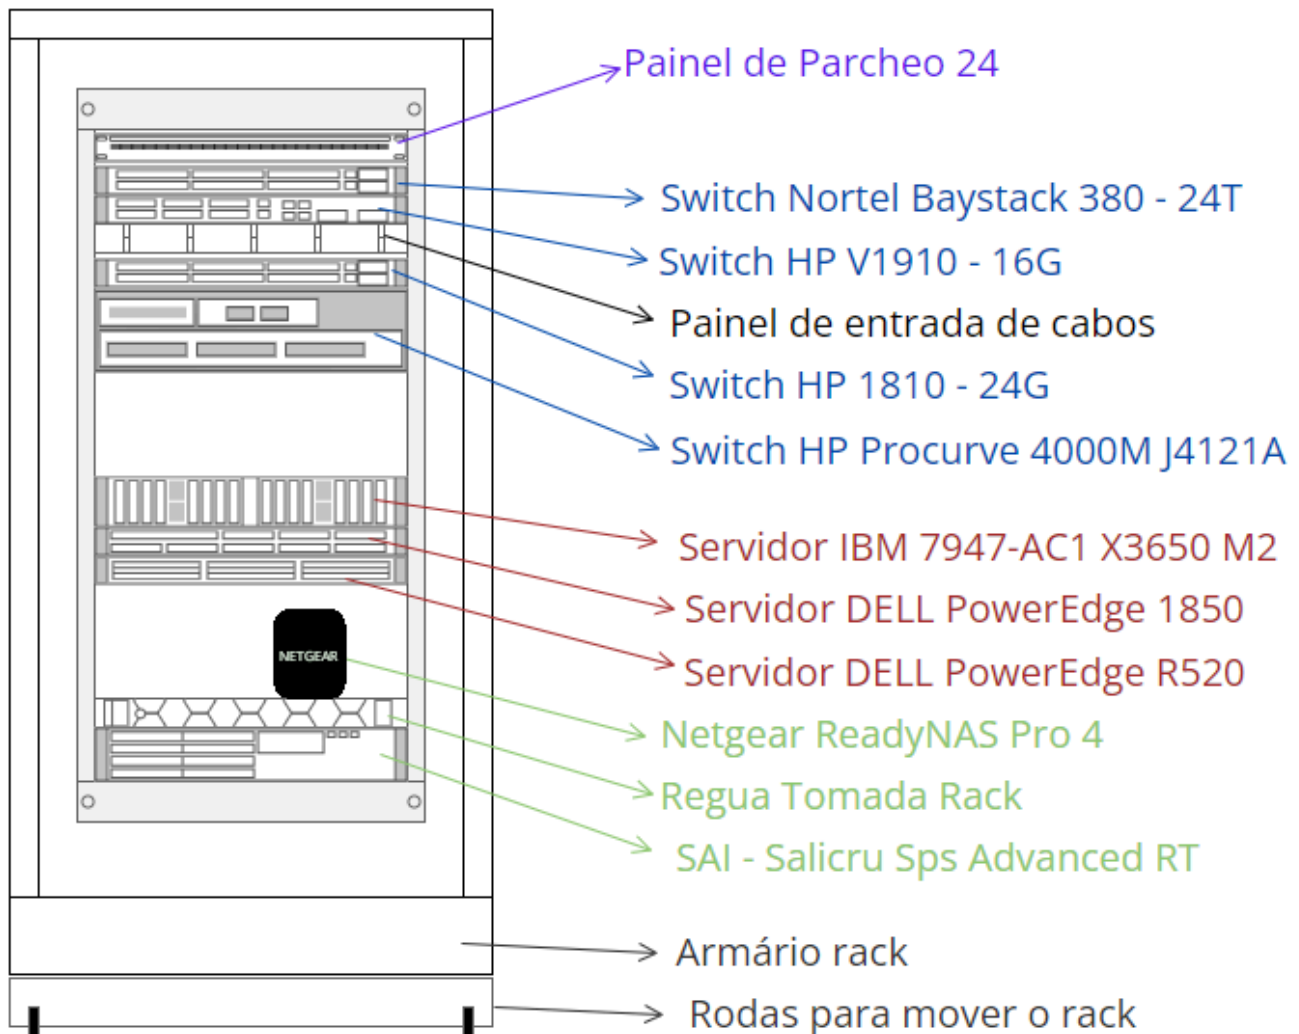 Painel de Parcheo 24
Switch Nortel Baystack 380 - 24T
Switch HP V1910 - 16G
Painel de entrada de cabos
Switch HP 1810 - 24G
Switch HP Procurve 4000M J4121A
Servidor IBM 7947-AC1 X3650 M2
Servidor DELL PowerEdge 1850
NETGEAR
Servidor DELL PowerEdge R520
Netgear ReadyNAS Pro 4
Regua Tomada Rack
SAI - Salicru Sps Advanced RT
Armário rack
Rodas para mover o rack